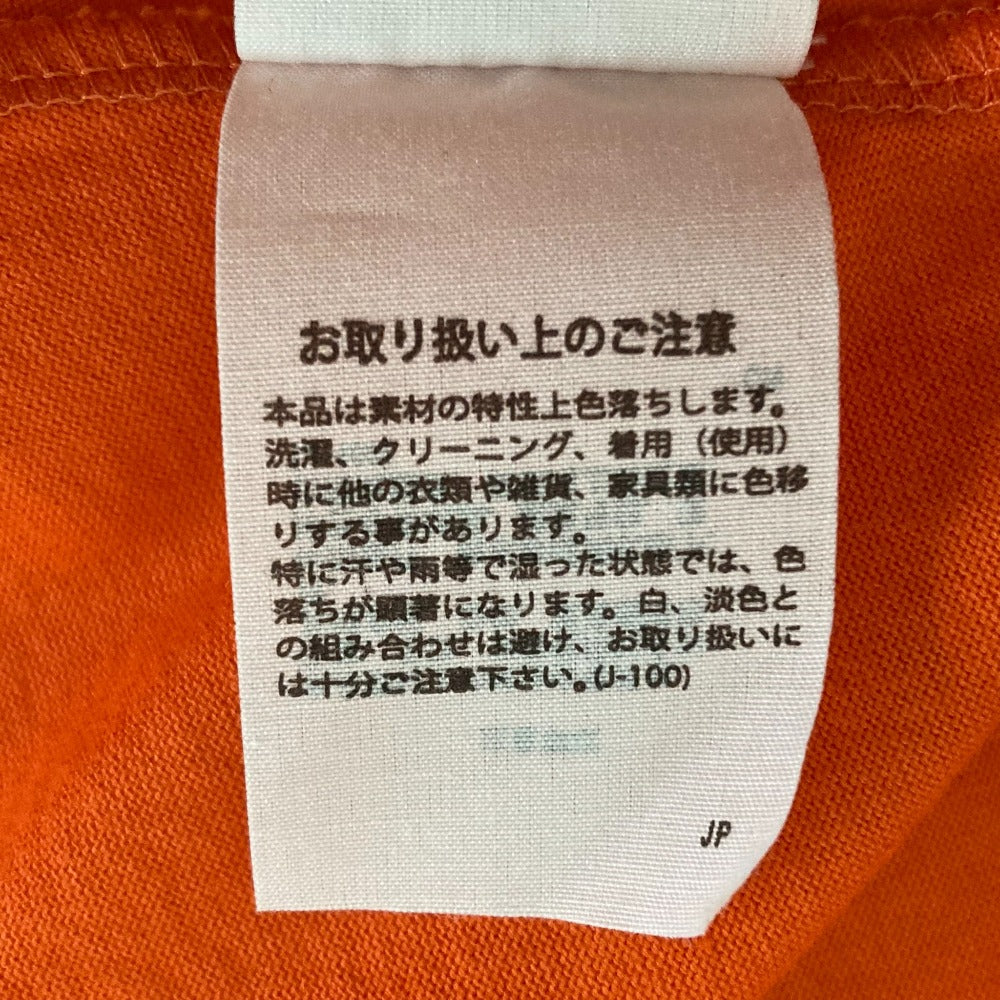 お取り扱い上のご注意
本品は素材の特性上色落ちします。
洗濯、クリーニング、着用（使用）
時に他の衣類や雑貨、家具類に色移
りする事があります。
特に汗や雨等で湿った状態では、色
落ちが顕著になります。白、淡色と
の組み合わせは避け、お取り扱いに
は十分ご注意下さい。(J-100)
JP